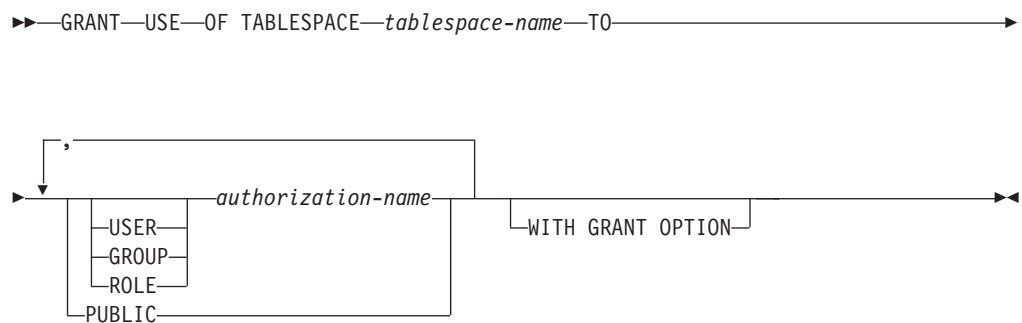 GRANT USE OF TABLESPACE tablespace-name TO
,
authorization-name
USER
GROUP
ROLE
PUBLIC
WITH GRANT OPTION